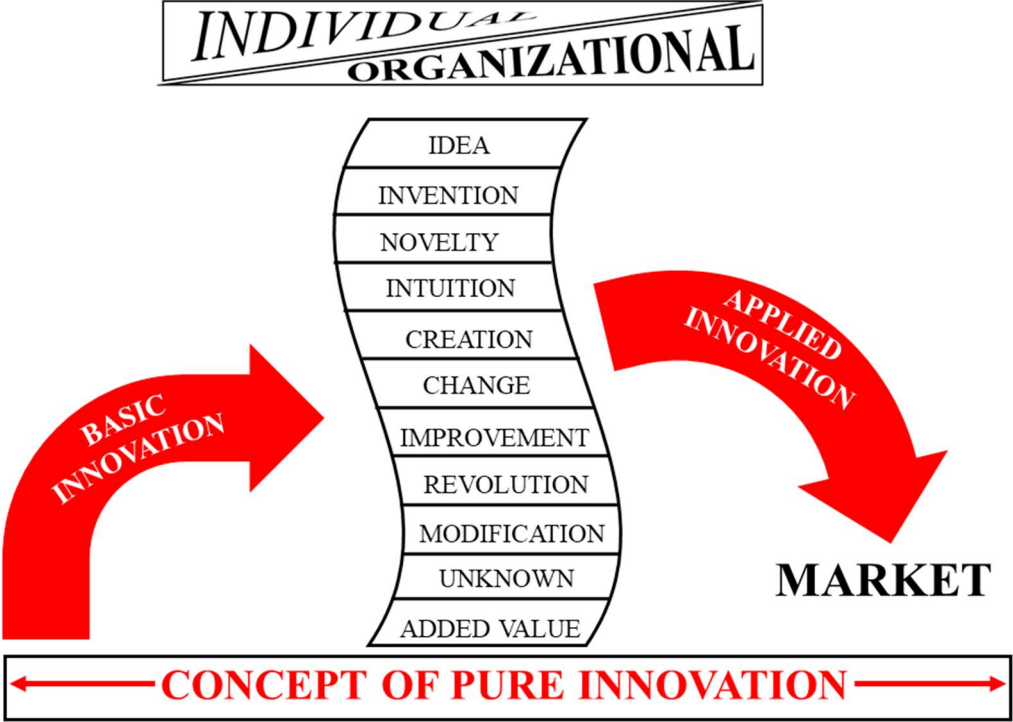 INDIVIDUAL
ORGANIZATIONAL
IDEA
INVENTION
NOVELTY
INTUITION
CREATION
CHANGE
IMPROVEMENT
REVOLUTION
MODIFICATION
UNKNOWN
ADDED VALUE
BASIC
INNOVATION
APPLIED
INNOVATION
MARKET
CONCEPT OF PURE INNOVATION